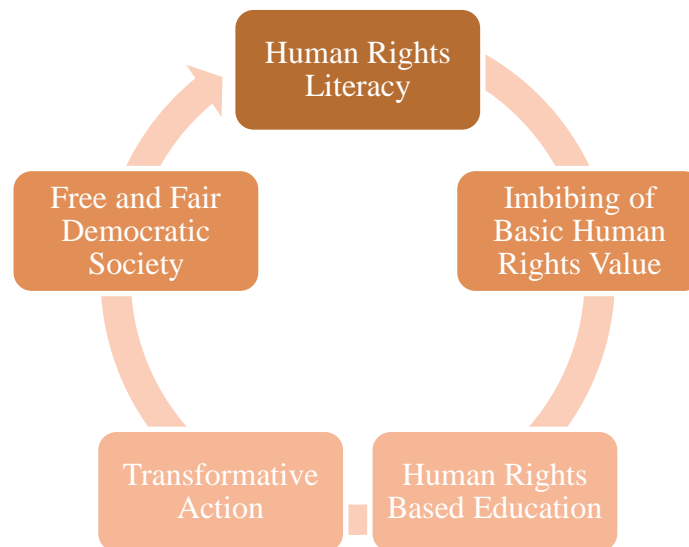 Human Rights
Literacy
Imbibing of
Basic Human
Rights Value
Human Rights
Based Education
Transformative
Action
Free and Fair
Democratic
Society